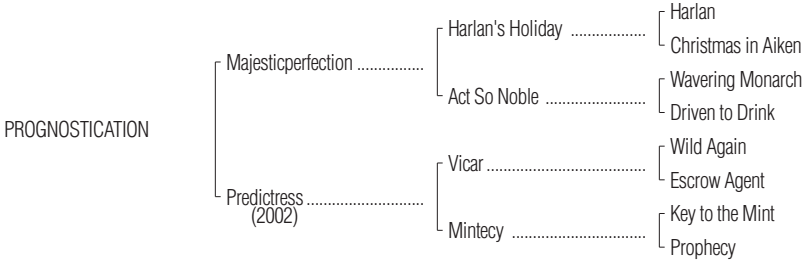 Harlan
Harlan's Holiday ..................
Christmas in Aiken
Majesticperfection ................
Wavering Monarch
Act So Noble ........................
Driven to Drink
PROGNOSTICATION
Wild Again
Vicar ......................................
Escrow Agent
Predictress ............................
(2002)
Key to the Mint
Mintecy ................................
Prophecy